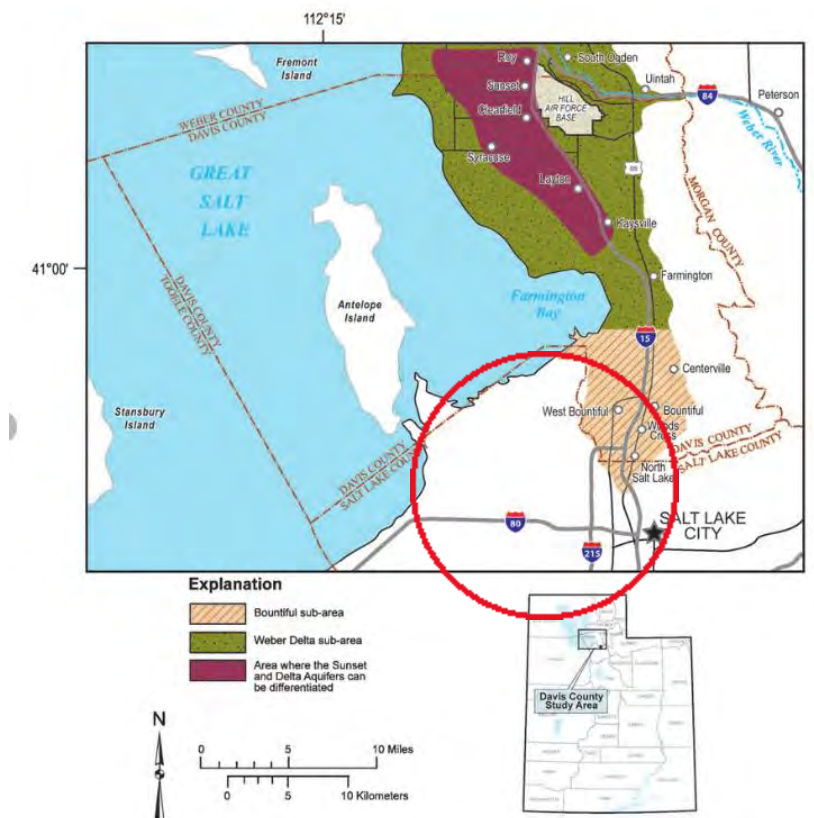 112°15'
Fremont
Island
Roy
South Ogden
Uintah
Sunset
84
Peterson
HILL
AIR FORCE
BASE
Clearfield
WEBER COUNTY
DAVIS COUNTY
Weber River
Syracuse
GREAT
SALT
LAKE
Layton
MORGAN COUNTY
Kaysville
41°00'
Farmington
DAVIS COUNTY
TOOELE COUNTY
Farmington
Bay
Antelope
Island
15
Centerville
Stansbury
Island
West Bountiful
Bountiful
Woods
Cross
DAVIS COUNTY
SALT LAKE COUNTY
DAVIS COUNTY
SALT LAKE COUNTY
North
Salt Lake
80
SALT LAKE
CITY
215
Explanation
Bountiful sub-area
Weber Delta sub-area
Area where the Sunset
and Delta Aquifers can
be differentiated
Davis County
Study Area
N
0 5 10 Miles
0 5 10 Kilometers